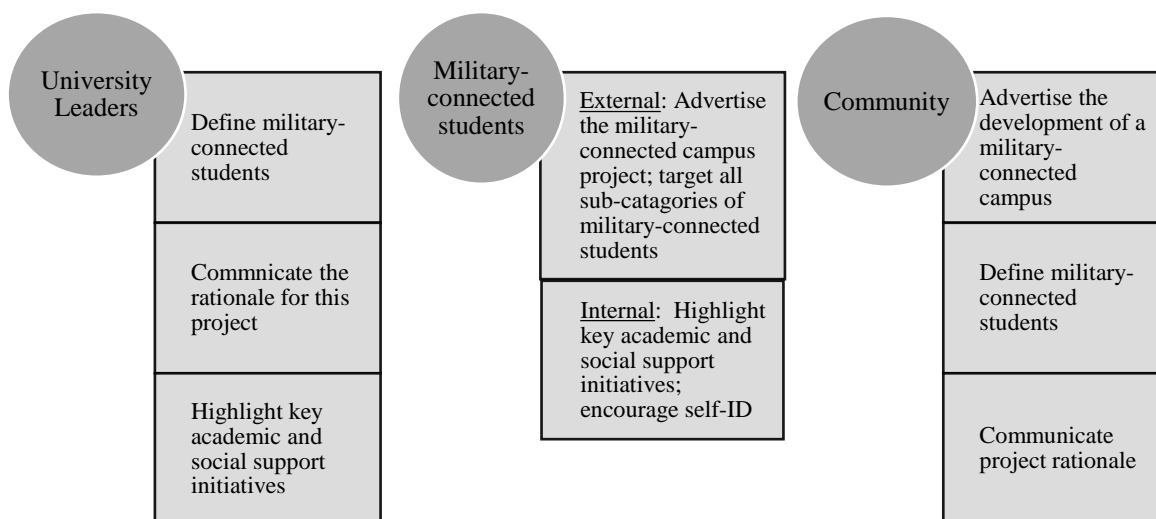 University
Leaders
Define military-
connected
students
Commnicate the
rationale for this
project
Highlight key
academic and
social support
initiatives
Military-
connected
students
External: Advertise
the military-
connected campus
project; target all
sub-catagories of
military-connected
students
Internal:  Highlight
key academic and
social support
initiatives;
encourage self-ID
Community
Advertise the
development of a
military-
connected
campus
Define military-
connected
students
Communicate
project rationale